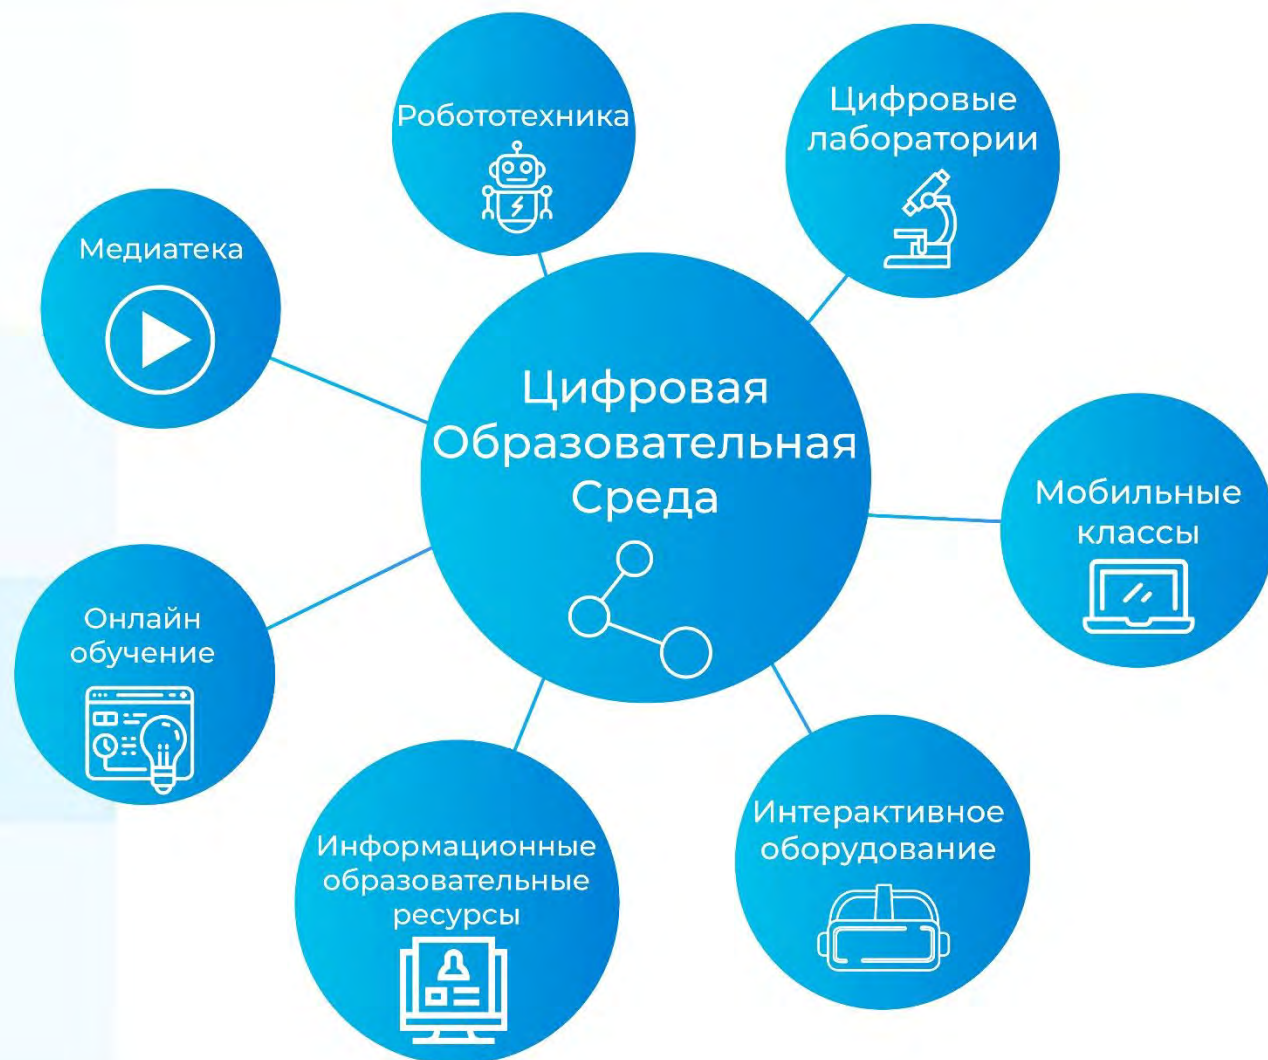 Робототехника
Цифровые
лаборатории
Медиатека
Цифровая
Образовательная
Среда
Мобильные
классы
Онлайн
обучение
Интерактивное
оборудование
Информационные
образовательные
ресурсы